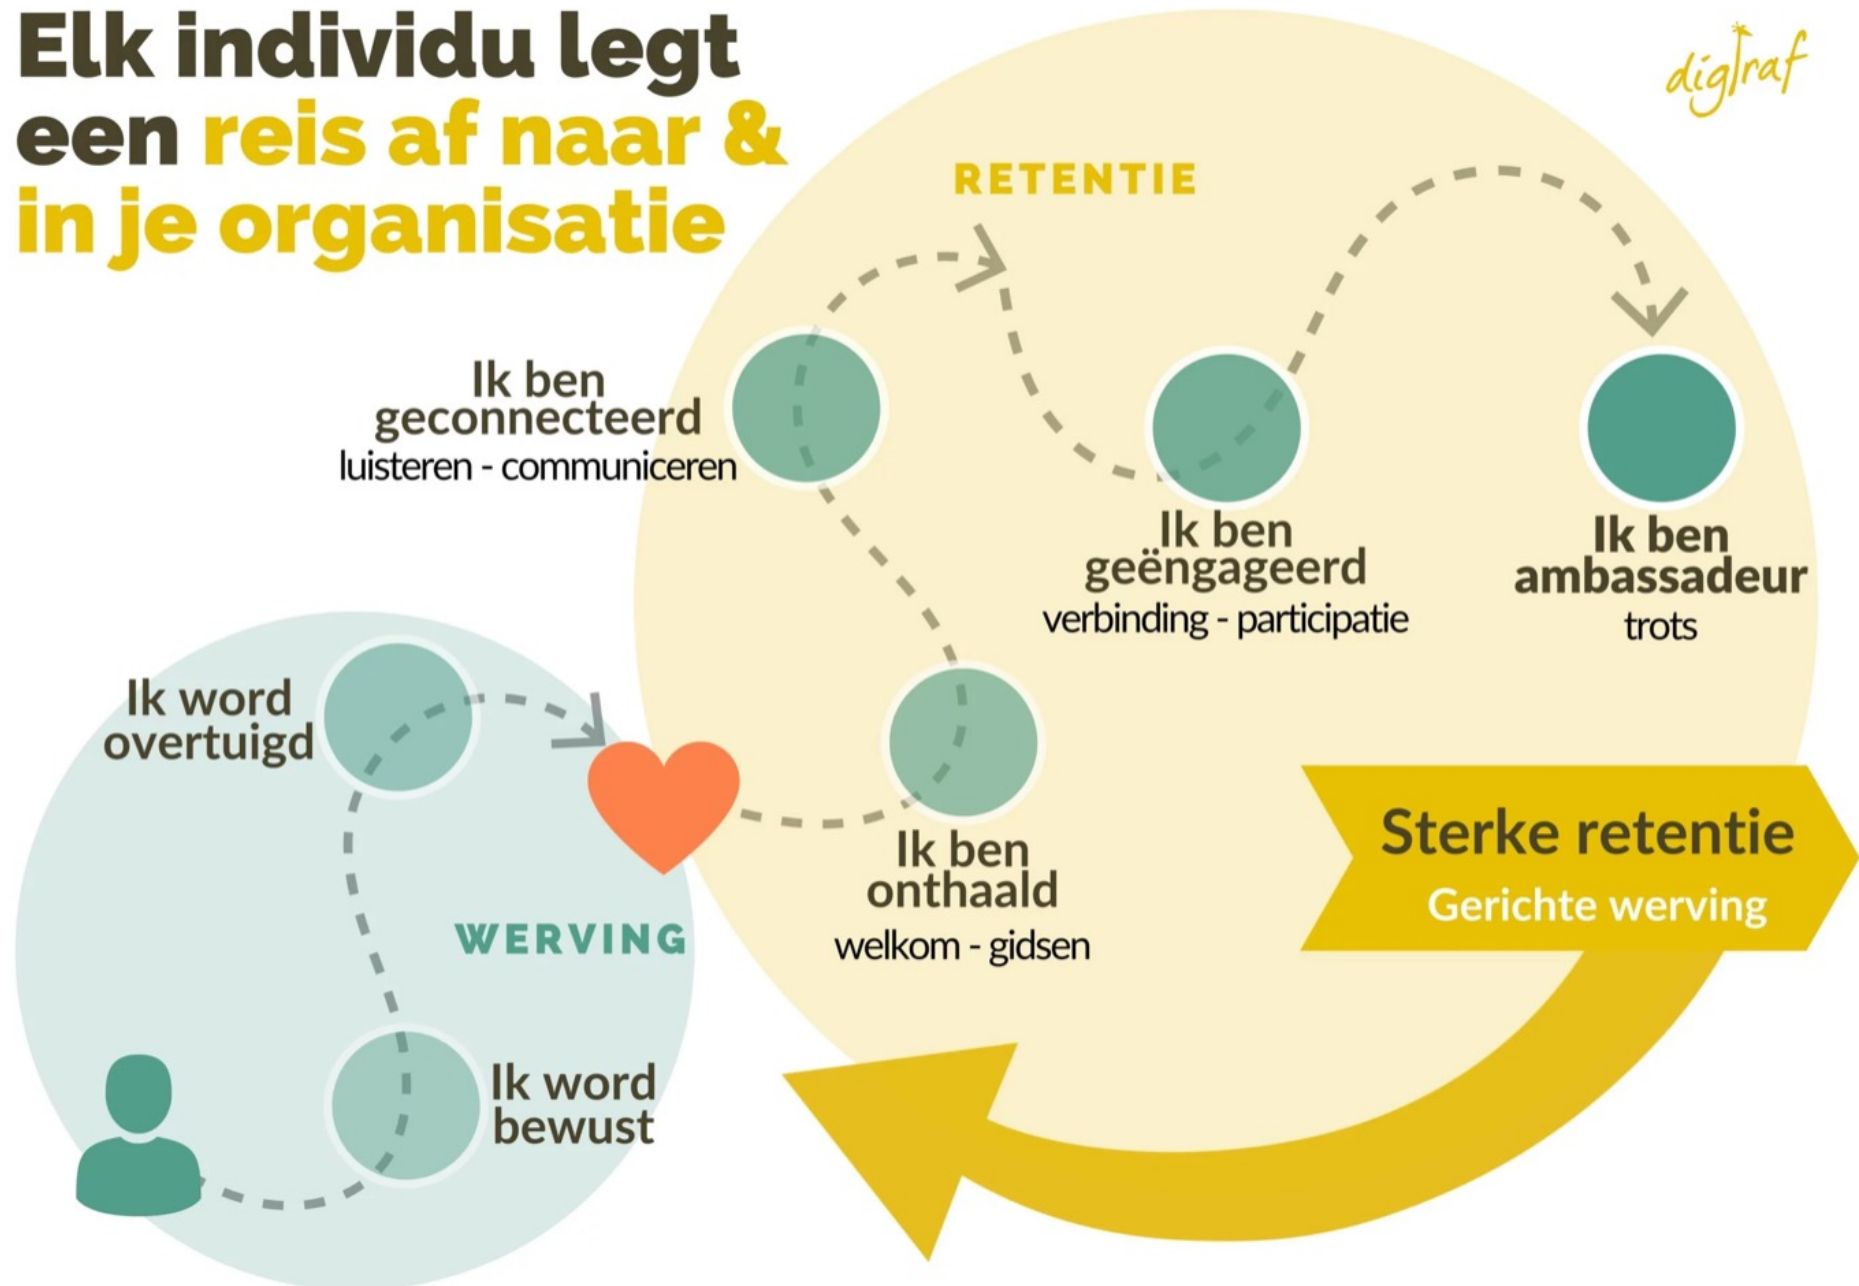 Elk individu legt
een reis af naar &
in je organisatie
digiraf
RETENTIE
Ik ben
geconnecteerd
luisteren - communiceren
Ik ben
geëngageerd
verbinding - participatie
Ik ben
ambassadeur
trots
Ik word
overtuigd
Ik ben
onthaald
welkom - gidsen
WERVING
Ik word
bewust
Sterke retentie
Gerichte werving